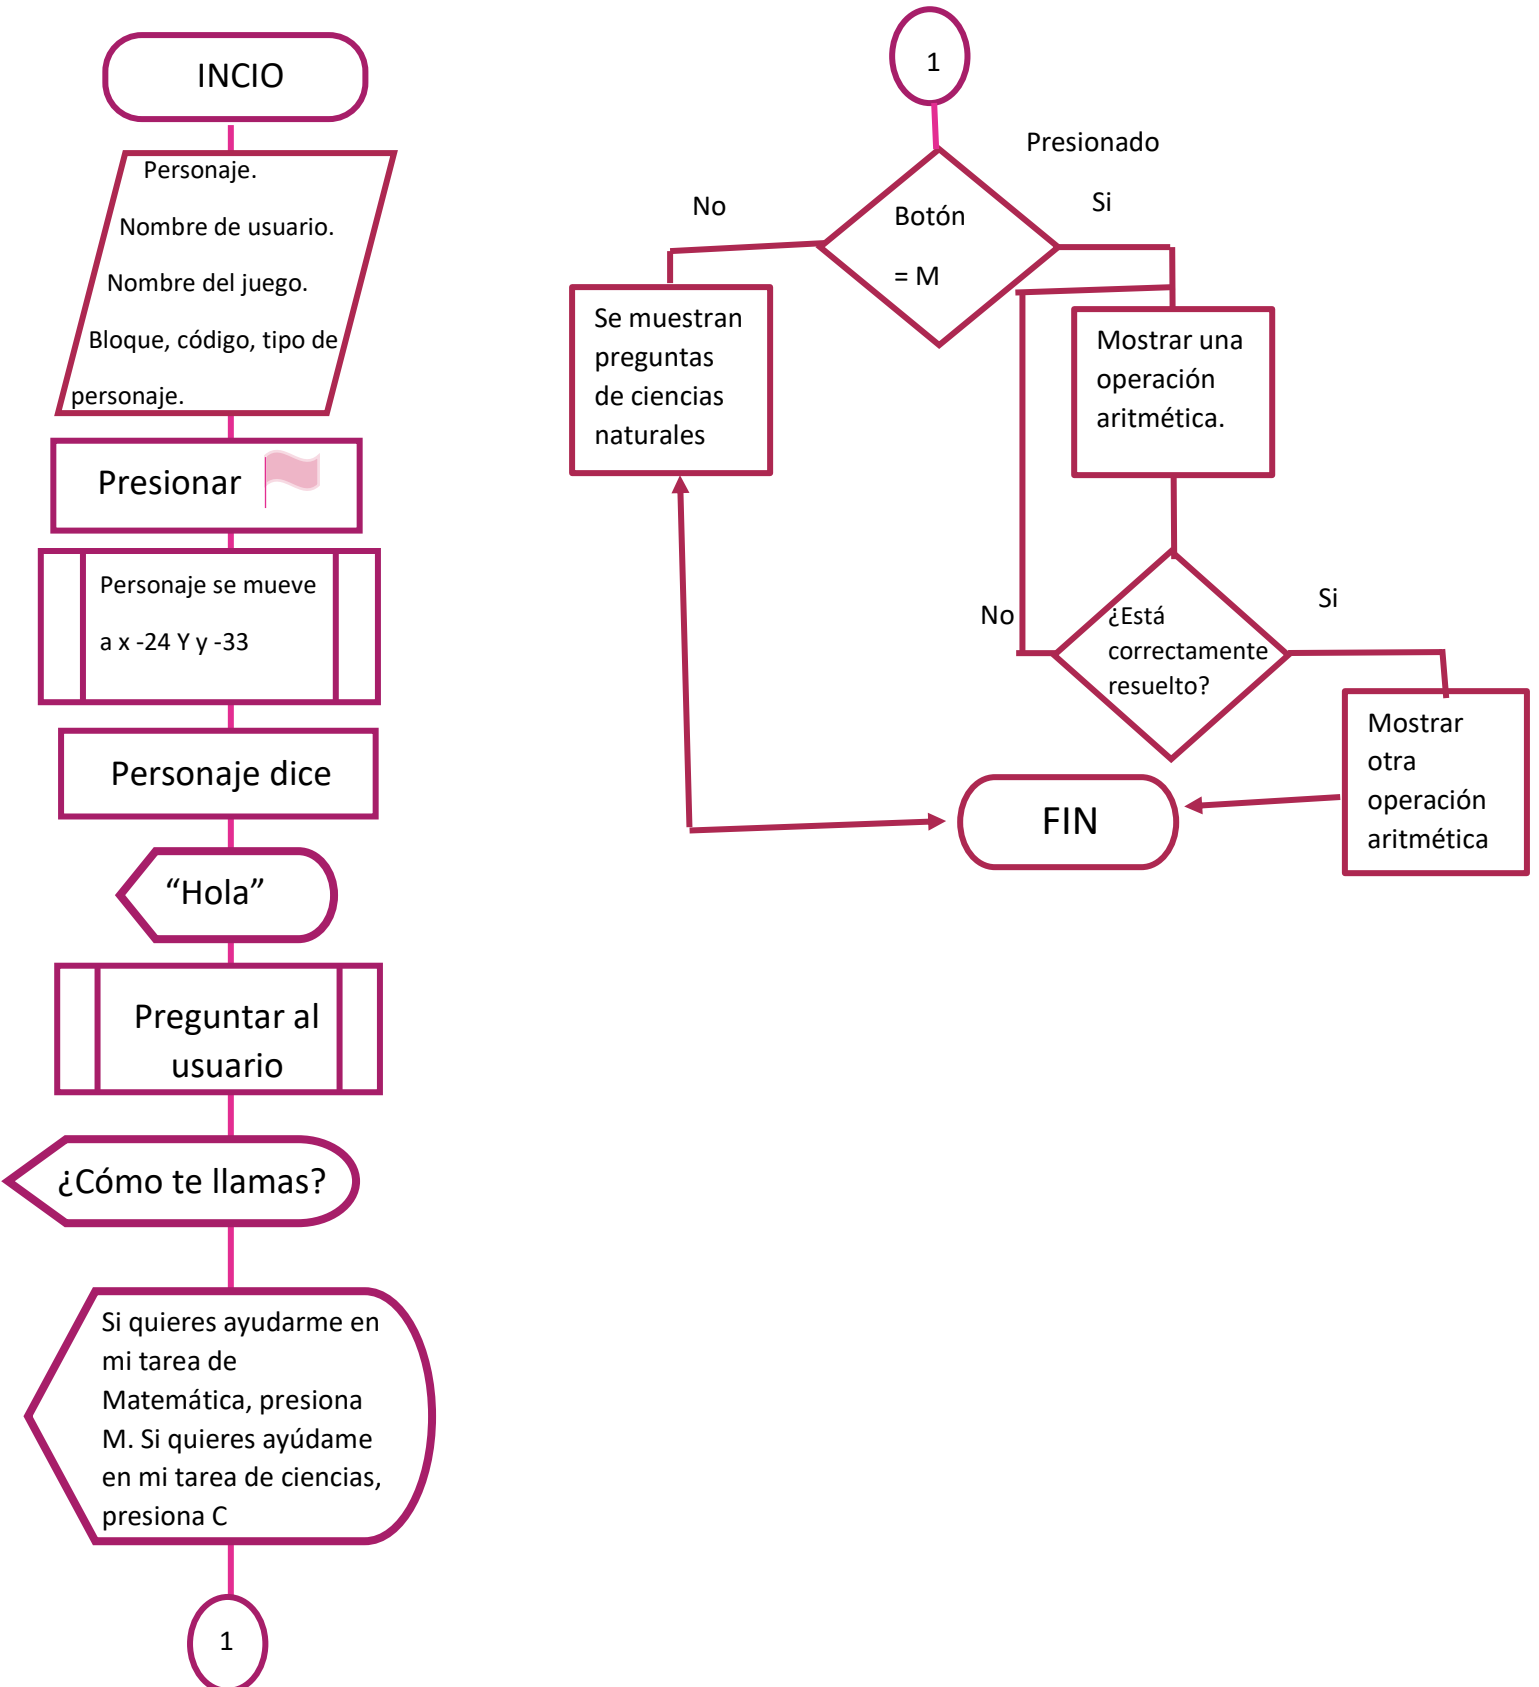 INCIO
Personaje.
Nombre de usuario.
Nombre del juego.
Bloque, código, tipo de
personaje.
Presionar
Personaje se mueve
a x -24 Y y -33
Personaje dice
“Hola”
Preguntar al
usuario
¿Cómo te llamas?
Si quieres ayudarme en
mi tarea de
Matemática, presiona
M. Si quieres ayúdame
en mi tarea de ciencias,
presiona C
1
1
Presionado
No
Si
Botón
= M
Se muestran
preguntas
de ciencias
naturales
Mostrar una
operación
aritmética.
No
Si
¿Está
correctamente
resuelto?
Mostrar
otra
operación
aritmética
FIN